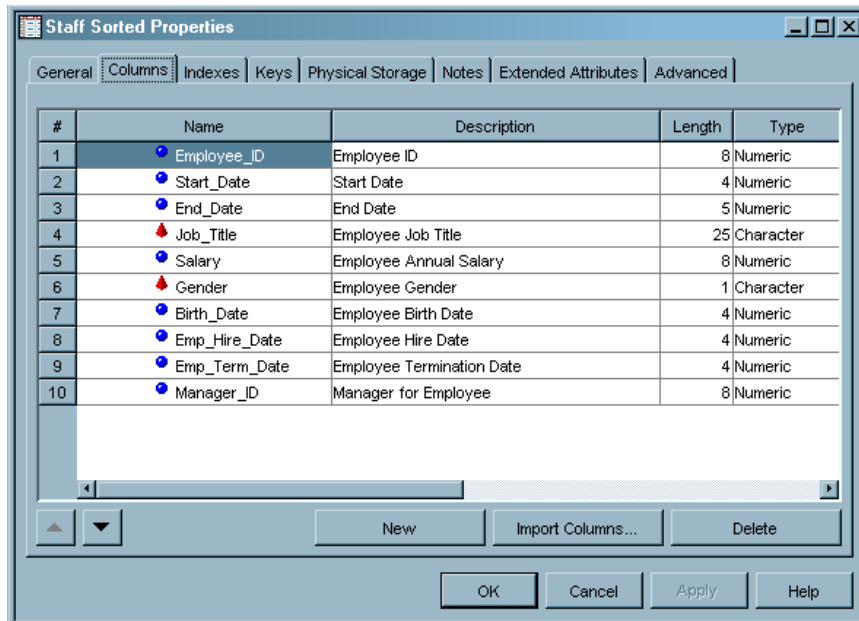 Staff Sorted Properties
General Columns Indexes Keys Physical Storage Notes Extended Attributes Advanced
# Name Description Length Type
1 Employee_ID Employee ID 8 Numeric
2 Start_Date Start Date 4 Numeric
3 End_Date End Date 5 Numeric
4 Job_Title Employee Job Title 25 Character
5 Salary Employee Annual Salary 8 Numeric
6 Gender Employee Gender 1 Character
7 Birth_Date Employee Birth Date 4 Numeric
8 Emp_Hire_Date Employee Hire Date 4 Numeric
9 Emp_Term_Date Employee Termination Date 4 Numeric
10 Manager_ID Manager for Employee 8 Numeric
New Import Columns... Delete
OK Cancel Apply Help